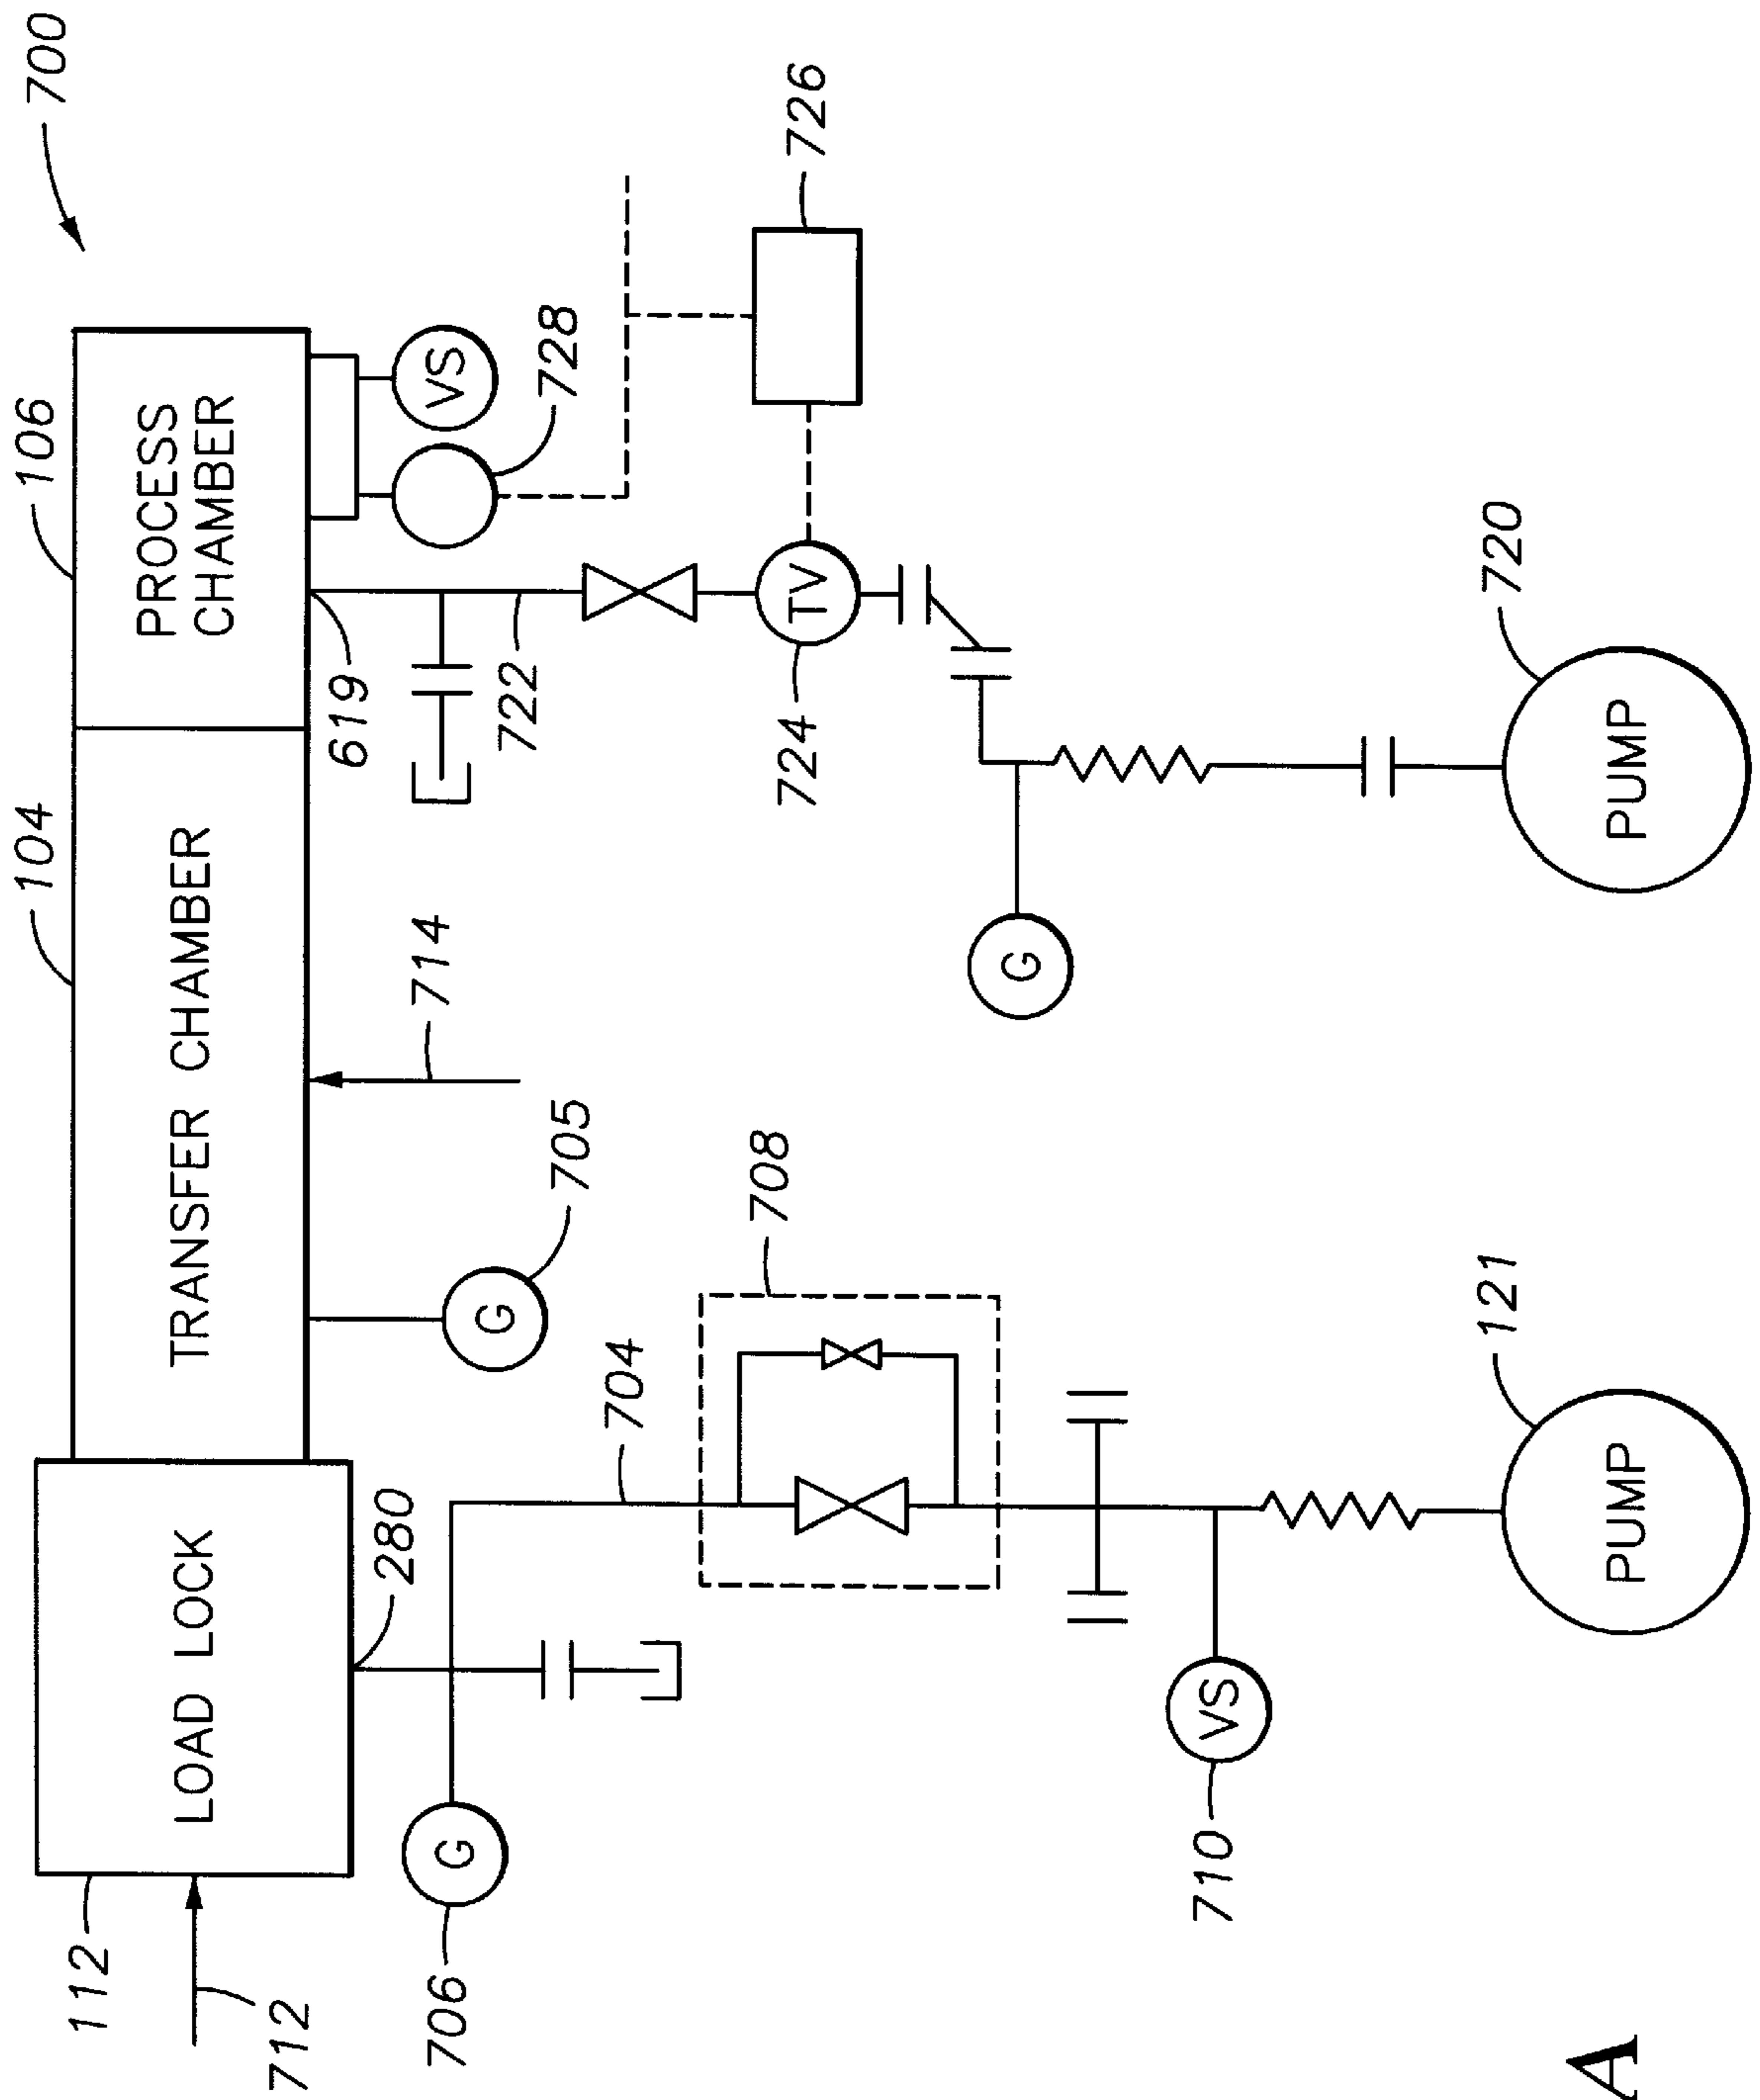 700
106
104
PROCESS
CHAMBER
TRANSFER CHAMBER
LOAD LOCK
112
712
VS
728
726
619
722
714
280
G
706
G
705
TV
724
704
708
G
VS
710
PUMP
720
PUMP
121
A